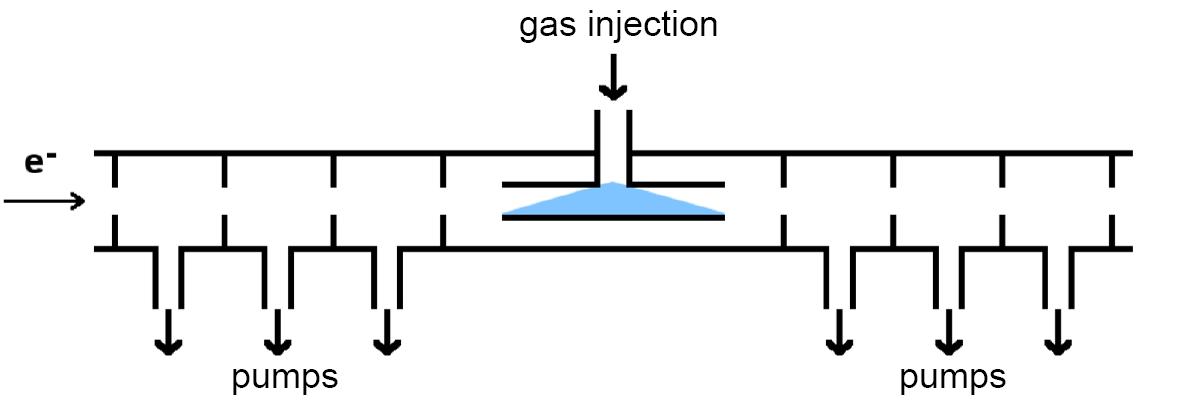 gas injection
e⁻
pumps
pumps